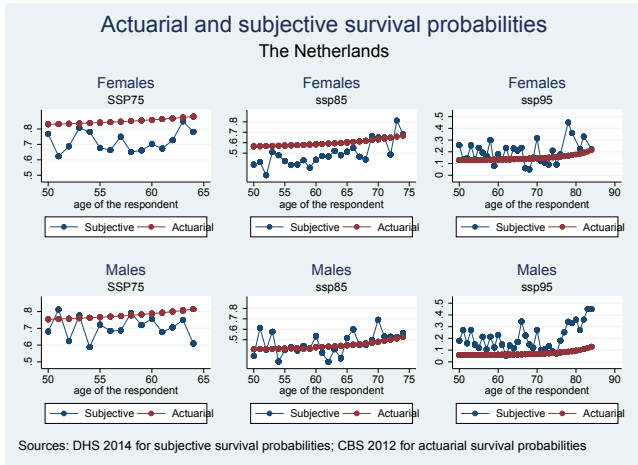 Actuarial and subjective survival probabilities
The Netherlands
Females Females Females
SSP75 ssp85 ssp95
.5 .6 .7 .8 .5 .6 .7 .8 0 .1 .2 .3 .4 .5
50 55 60 65 50 55 60 65 70 75 50 60 70 80 90
age of the respondent age of the respondent age of the respondent
Subjective Actuarial Subjective Actuarial Subjective Actuarial
Males Males Males
SSP75 ssp85 ssp95
.5 .6 .7 .8 .5 .6 .7 .8 0 .1 .2 .3 .4 .5
50 55 60 65 50 55 60 65 70 75 50 60 70 80 90
age of the respondent age of the respondent age of the respondent
Subjective Actuarial Subjective Actuarial Subjective Actuarial
Sources: DHS 2014 for subjective survival probabilities; CBS 2012 for actuarial survival probabilities